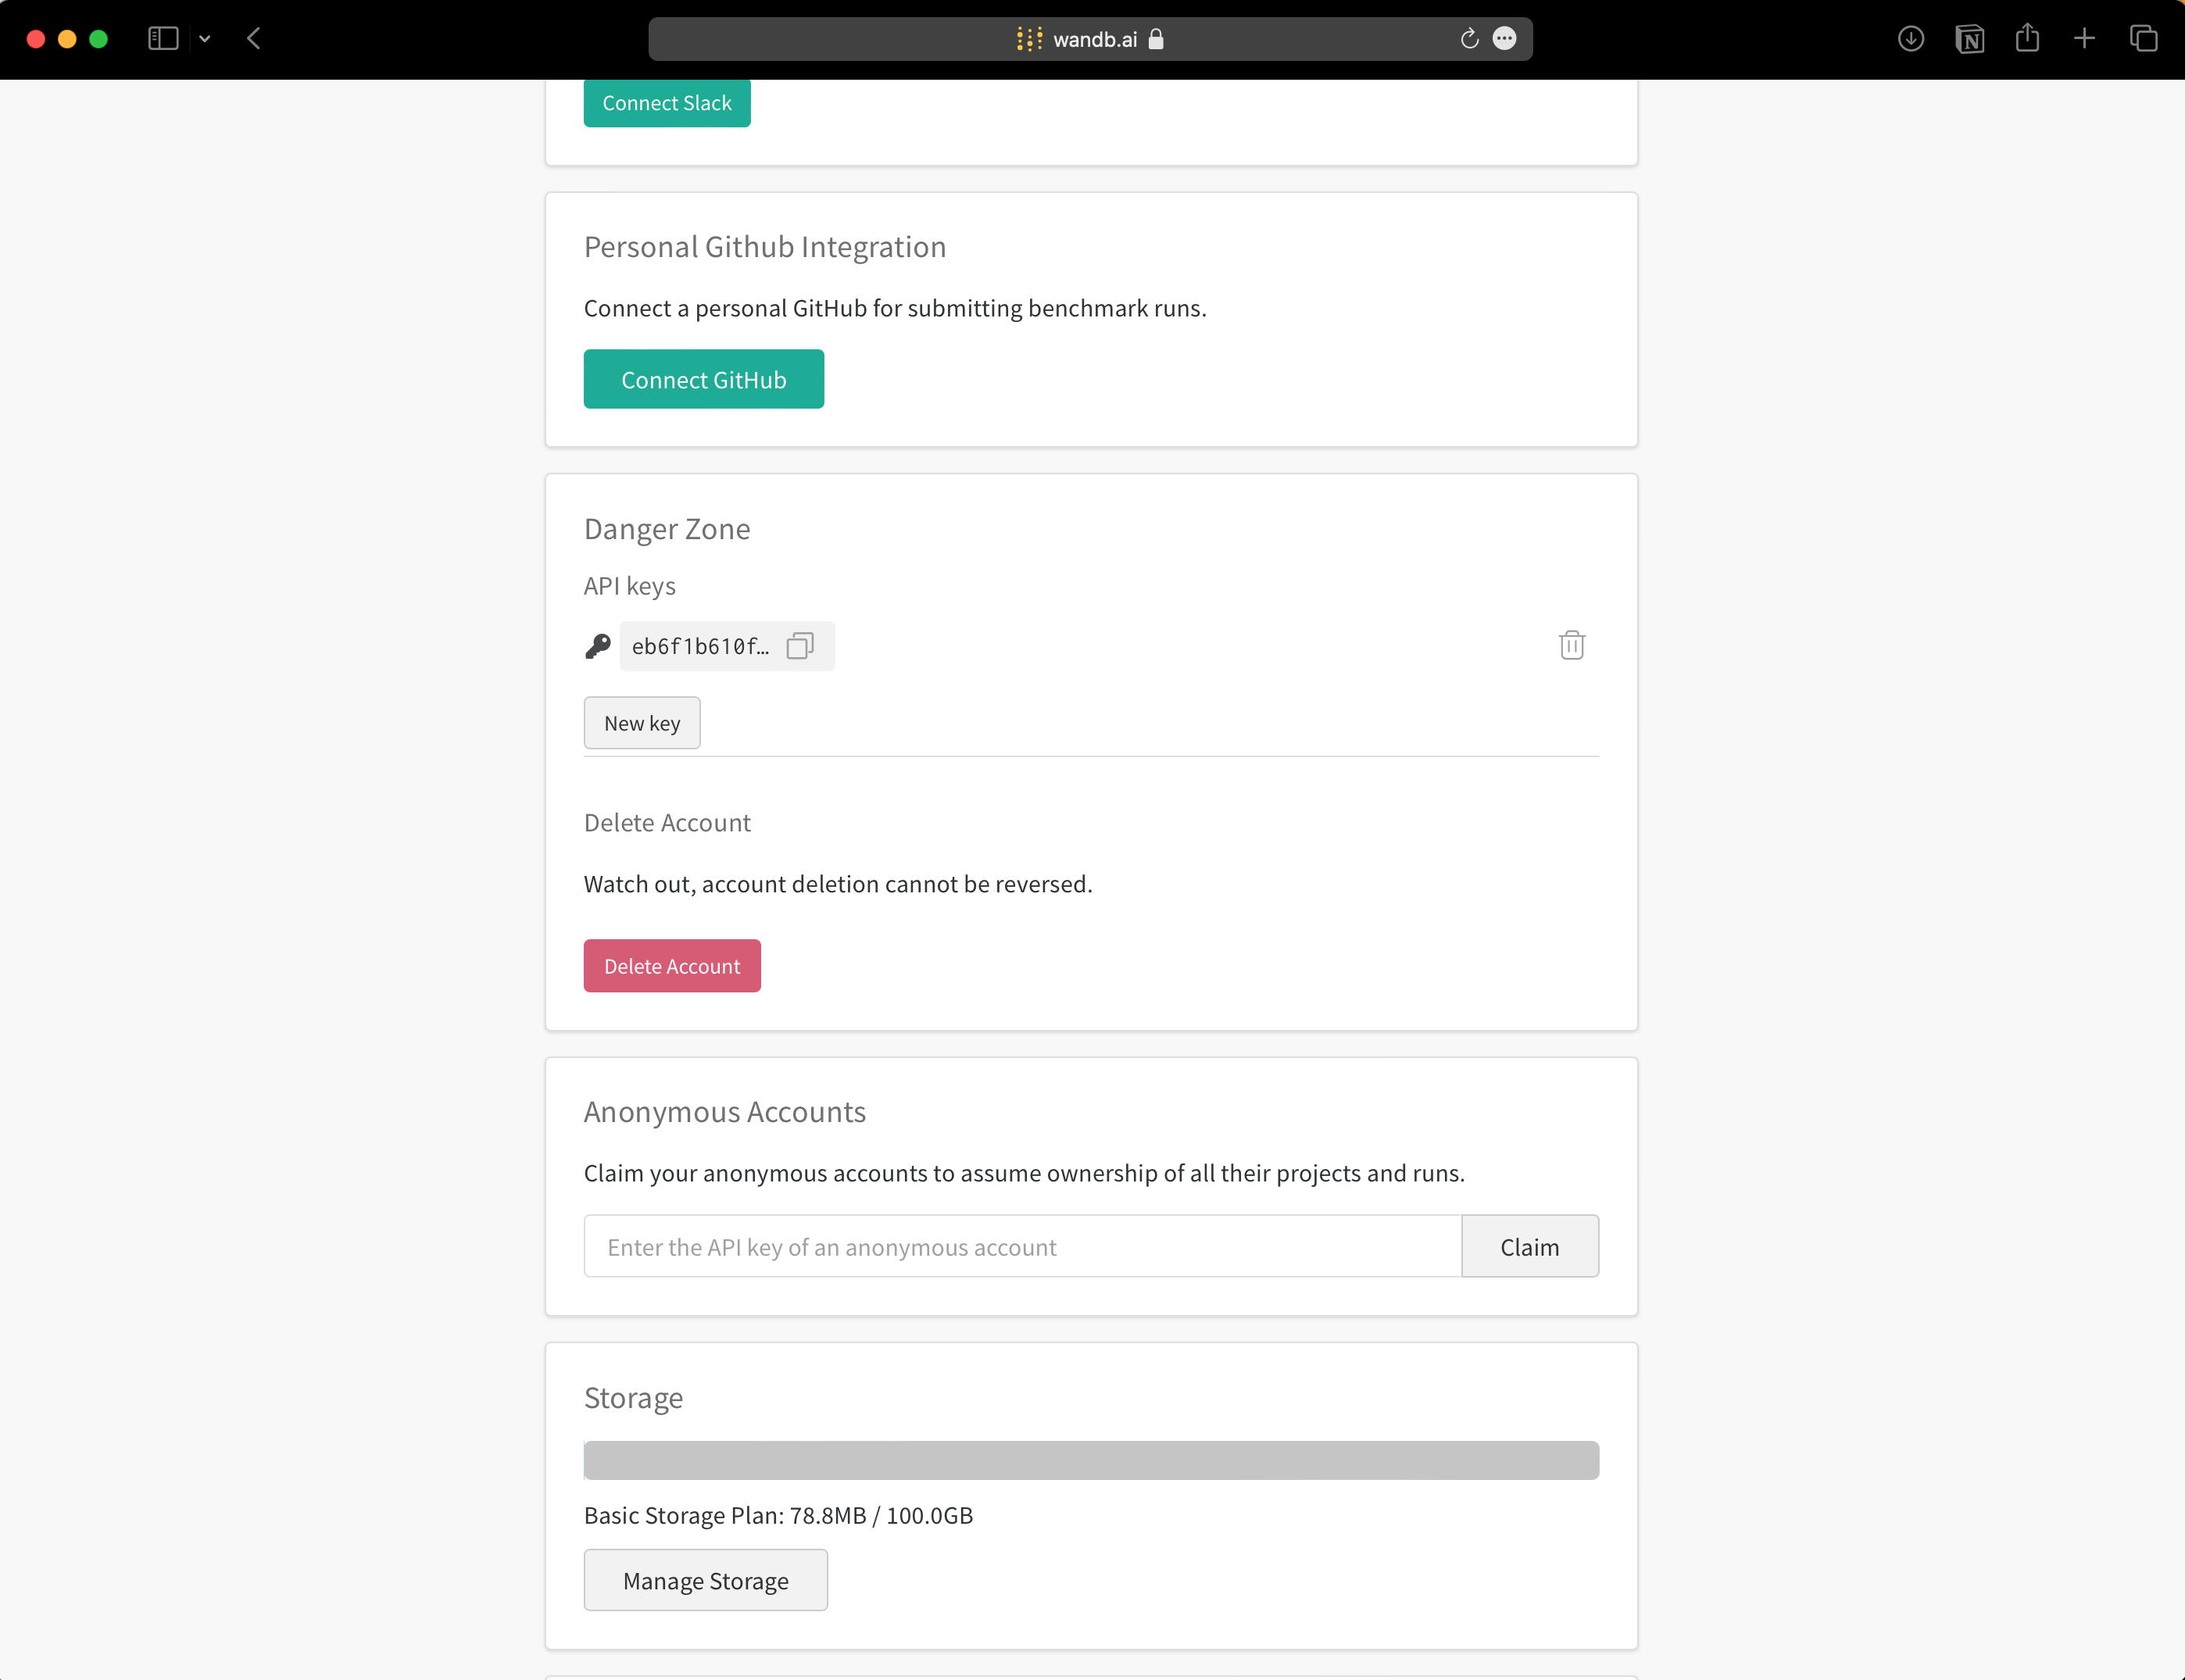 wandb.ai
Connect Slack
Personal Github Integration
Connect a personal GitHub for submitting benchmark runs.
Connect GitHub
Danger Zone
API keys
eb6f1b610f…
New key
Delete Account
Watch out, account deletion cannot be reversed.
Delete Account
Anonymous Accounts
Claim your anonymous accounts to assume ownership of all their projects and runs.
Enter the API key of an anonymous account
Claim
Storage
Basic Storage Plan: 78.8MB / 100.0GB
Manage Storage